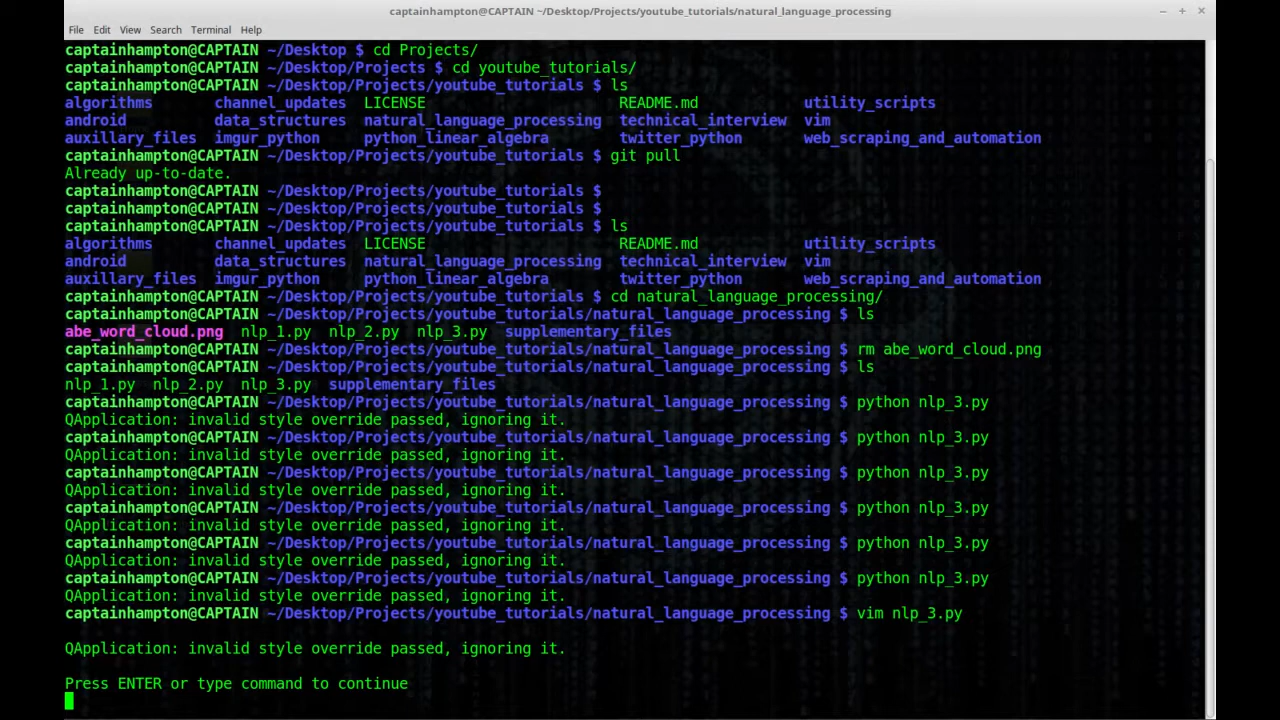 captainhampton@CAPTAIN ~/Desktop/Projects/youtube_tutorials/natural_language_processing
File Edit View Search Terminal Help
captainhampton@CAPTAIN ~/Desktop $ cd Projects/
captainhampton@CAPTAIN ~/Desktop/Projects $ cd youtube_tutorials/
captainhampton@CAPTAIN ~/Desktop/Projects/youtube_tutorials $ ls
algorithms channel_updates LICENSE README.md utility_scripts
android data_structures natural_language_processing technical_interview vim
auxillary_files imgur_python python_linear_algebra twitter_python web_scraping_and_automation
captainhampton@CAPTAIN ~/Desktop/Projects/youtube_tutorials $ git pull
Already up-to-date.
captainhampton@CAPTAIN ~/Desktop/Projects/youtube_tutorials $
captainhampton@CAPTAIN ~/Desktop/Projects/youtube_tutorials $
captainhampton@CAPTAIN ~/Desktop/Projects/youtube_tutorials $ ls
algorithms channel_updates LICENSE README.md utility_scripts
android data_structures natural_language_processing technical_interview vim
auxillary_files imgur_python python_linear_algebra twitter_python web_scraping_and_automation
captainhampton@CAPTAIN ~/Desktop/Projects/youtube_tutorials $ cd natural_language_processing/
captainhampton@CAPTAIN ~/Desktop/Projects/youtube_tutorials/natural_language_processing $ ls
abe_word_cloud.png nlp_1.py nlp_2.py nlp_3.py supplementary_files
captainhampton@CAPTAIN ~/Desktop/Projects/youtube_tutorials/natural_language_processing $ rm abe_word_cloud.png
captainhampton@CAPTAIN ~/Desktop/Projects/youtube_tutorials/natural_language_processing $ ls
nlp_1.py nlp_2.py nlp_3.py supplementary_files
captainhampton@CAPTAIN ~/Desktop/Projects/youtube_tutorials/natural_language_processing $ python nlp_3.py
QApplication: invalid style override passed, ignoring it.
captainhampton@CAPTAIN ~/Desktop/Projects/youtube_tutorials/natural_language_processing $ python nlp_3.py
QApplication: invalid style override passed, ignoring it.
captainhampton@CAPTAIN ~/Desktop/Projects/youtube_tutorials/natural_language_processing $ python nlp_3.py
QApplication: invalid style override passed, ignoring it.
captainhampton@CAPTAIN ~/Desktop/Projects/youtube_tutorials/natural_language_processing $ python nlp_3.py
QApplication: invalid style override passed, ignoring it.
captainhampton@CAPTAIN ~/Desktop/Projects/youtube_tutorials/natural_language_processing $ python nlp_3.py
QApplication: invalid style override passed, ignoring it.
captainhampton@CAPTAIN ~/Desktop/Projects/youtube_tutorials/natural_language_processing $ python nlp_3.py
QApplication: invalid style override passed, ignoring it.
captainhampton@CAPTAIN ~/Desktop/Projects/youtube_tutorials/natural_language_processing $ vim nlp_3.py
QApplication: invalid style override passed, ignoring it.
Press ENTER or type command to continue